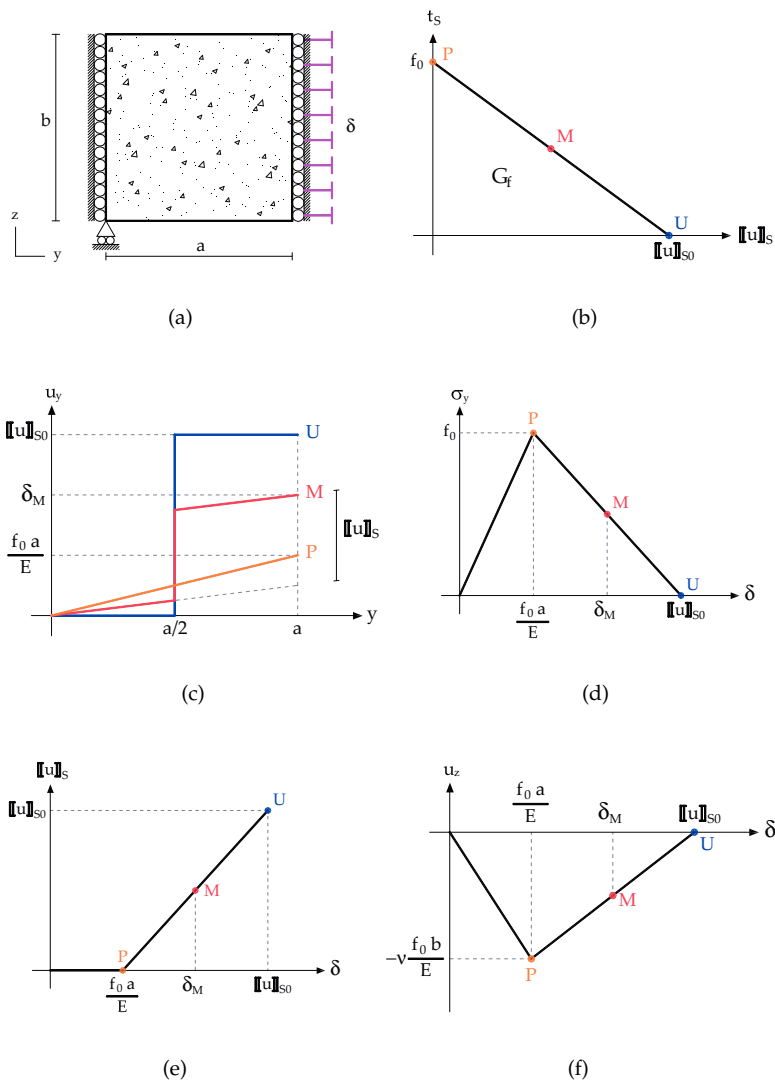 b
z
y
a
δ
(a)
t_S
f_0
P
M
G_f
U
⟦u⟧_S0
⟦u⟧_S
(b)
u_y
⟦u⟧_S0
U
δ_M
M
⟦u⟧_S
f_0 a
E
P
a/2
a
y
(c)
σ_y
f_0
P
M
U
f_0 a
E
δ_M
⟦u⟧_S0
δ
(d)
⟦u⟧_S
⟦u⟧_S0
U
M
P
f_0 a
E
δ_M
⟦u⟧_S0
δ
(e)
u_z
f_0 a
E
δ_M
⟦u⟧_S0
δ
U
M
−ν f_0 b
E
P
(f)